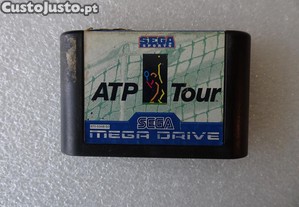 CustoJusto.pt
SEGA
SPORTS
ATP Tour
SEGA
MEGA DRIVE